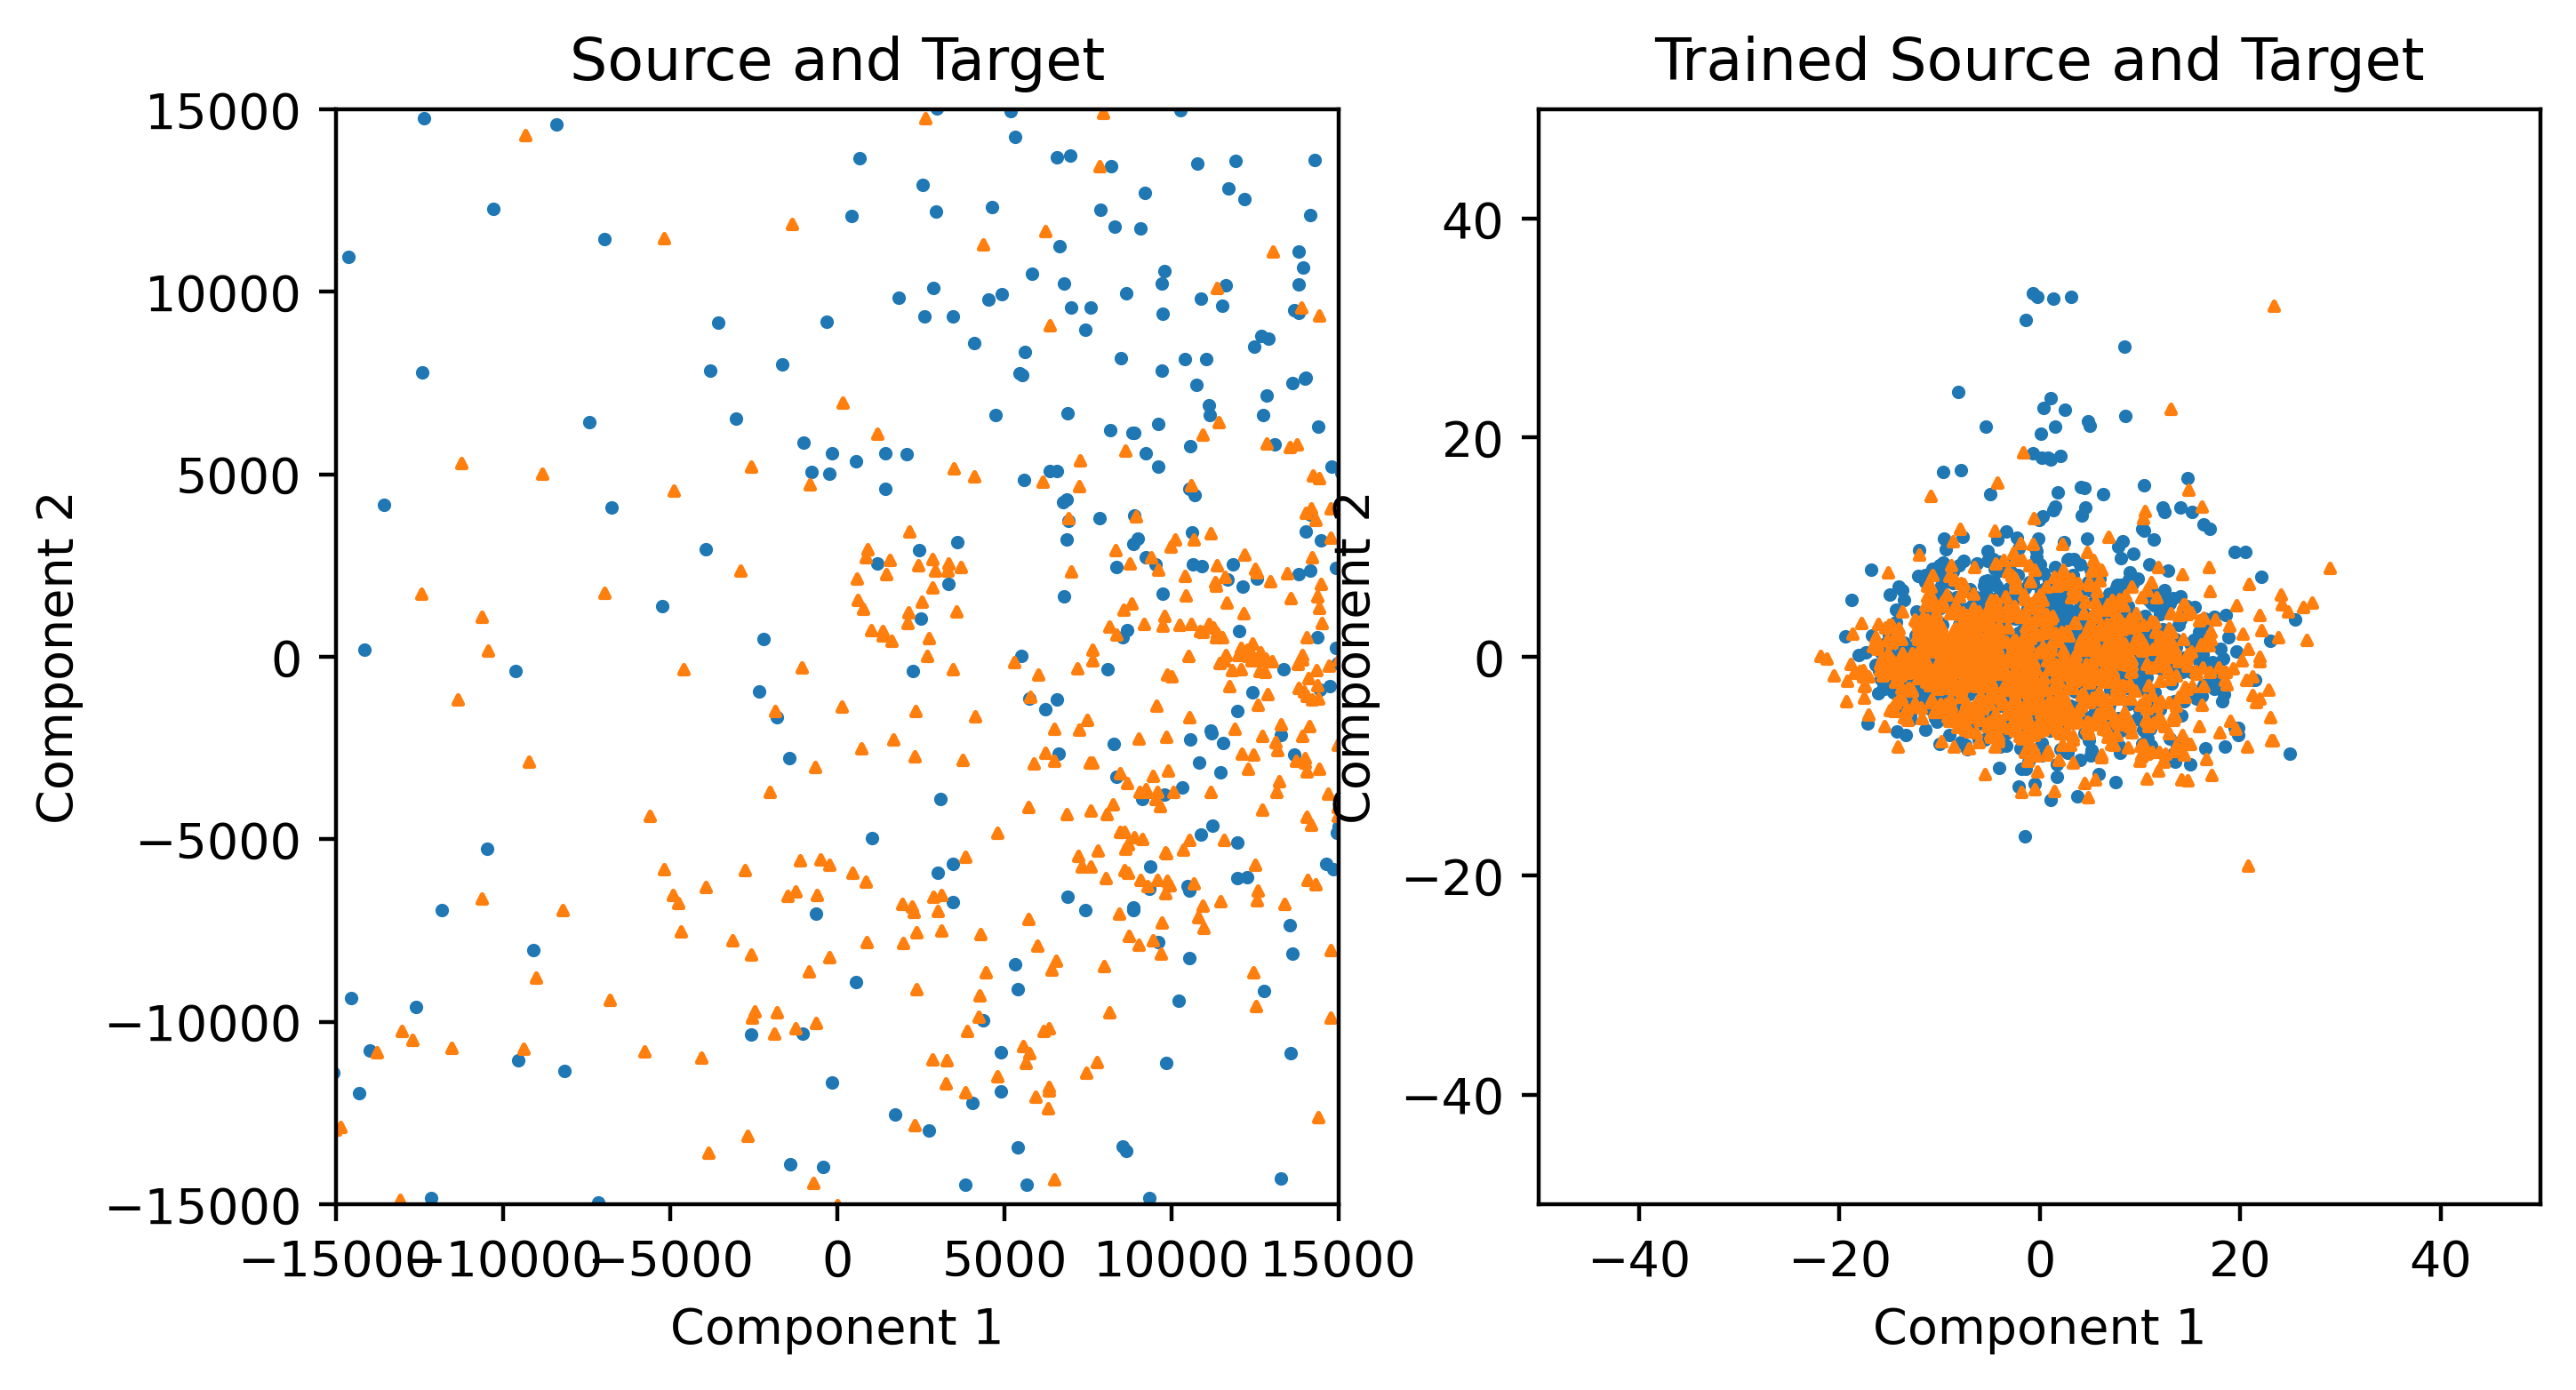 Source and Target
15000
10000
5000
0
−5000
−10000
−15000
Component 2
−15000 −10000 −5000 0 5000 10000 15000
Component 1
Trained Source and Target
40
20
0
−20
−40
Component 2
−40 −20 0 20 40
Component 1